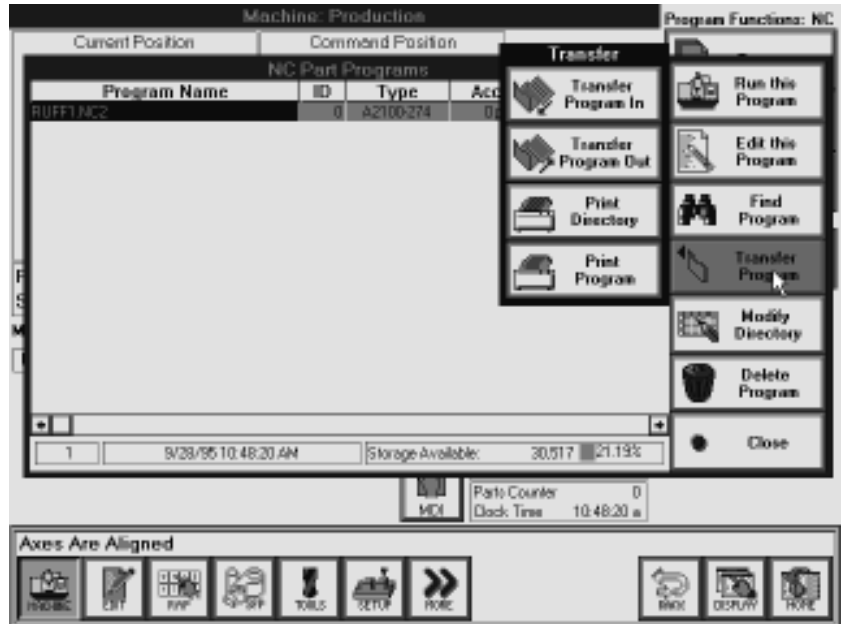 Machine: Production
Program Functions: NC
Current Position
Command Position
Transfer
NC Part Programs
Program Name ID Type Acc
RUFF1.NC2 0 A2100-274 0
Transfer
Program In
Transfer
Program Out
Print
Directory
Print
Program
Run this
Program
Edit this
Program
Find
Program
Transfer
Program
Modify
Directory
Delete
Program
Close
1 9/28/95 10:48:20 AM Storage Available: 30,517 21.19%
MDI
Parts Counter 0
Clock Time 10:48:20 a
Axes Are Aligned
MACHINE EDIT TOOLS SETUP MORE BACK DISPLAY HOME